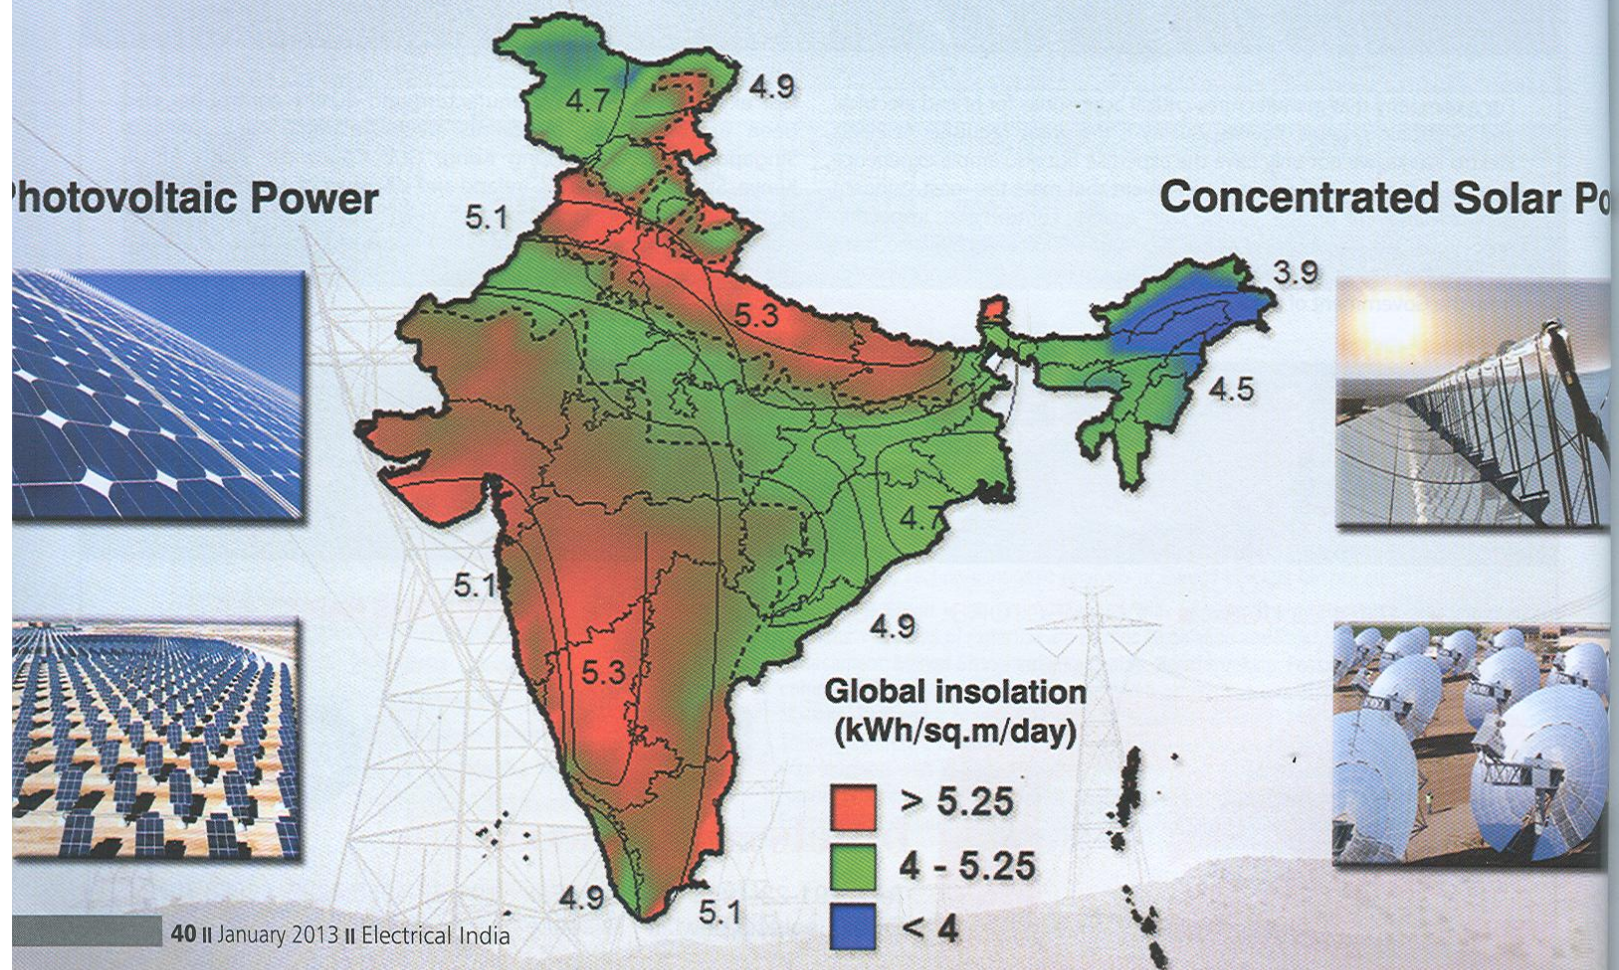 4.9
4.7
Photovoltaic Power
Concentrated Solar Po
5.1
3.9
5.3
4.5
4.7
5.1
4.9
5.3
Global insolation
(kWh/sq.m/day)
> 5.25
4 - 5.25
< 4
4.9
5.1
40 II January 2013 II Electrical India